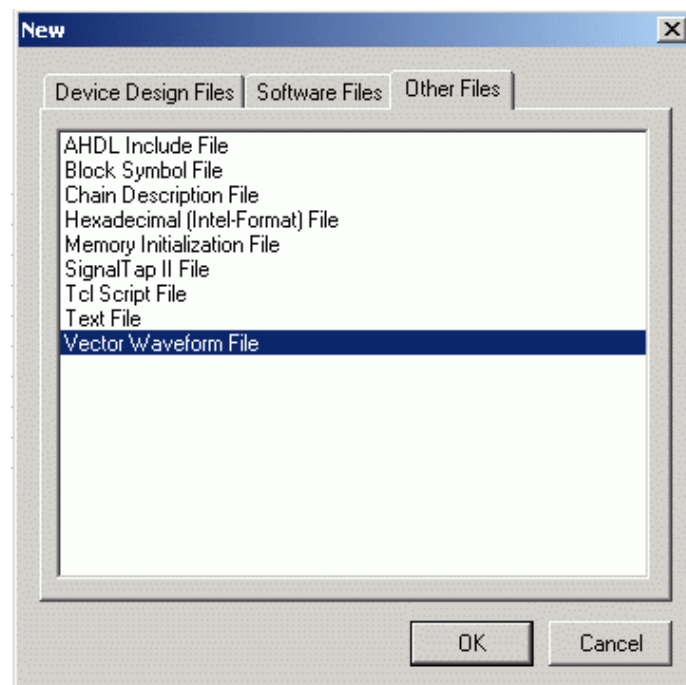 New
Device Design Files Software Files Other Files
AHDL Include File
Block Symbol File
Chain Description File
Hexadecimal (Intel-Format) File
Memory Initialization File
SignalTap II File
Tcl Script File
Text File
Vector Waveform File
OK Cancel